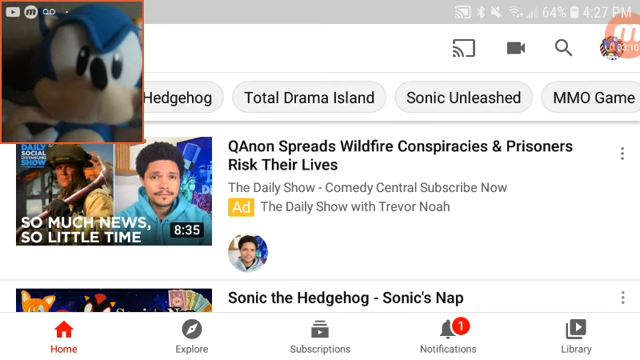 64% 4:27 PM
03:10
Hedgehog
Total Drama Island
Sonic Unleashed
MMO Game
DAILY
SOCIAL
DISTANCING
SHOW
SO MUCH NEWS,
SO LITTLE TIME
8:35
QAnon Spreads Wildfire Conspiracies & Prisoners
Risk Their Lives
The Daily Show - Comedy Central Subscribe Now
Ad The Daily Show with Trevor Noah
Sonic the Hedgehog - Sonic's Nap
Home
Explore
Subscriptions
1
Notifications
Library